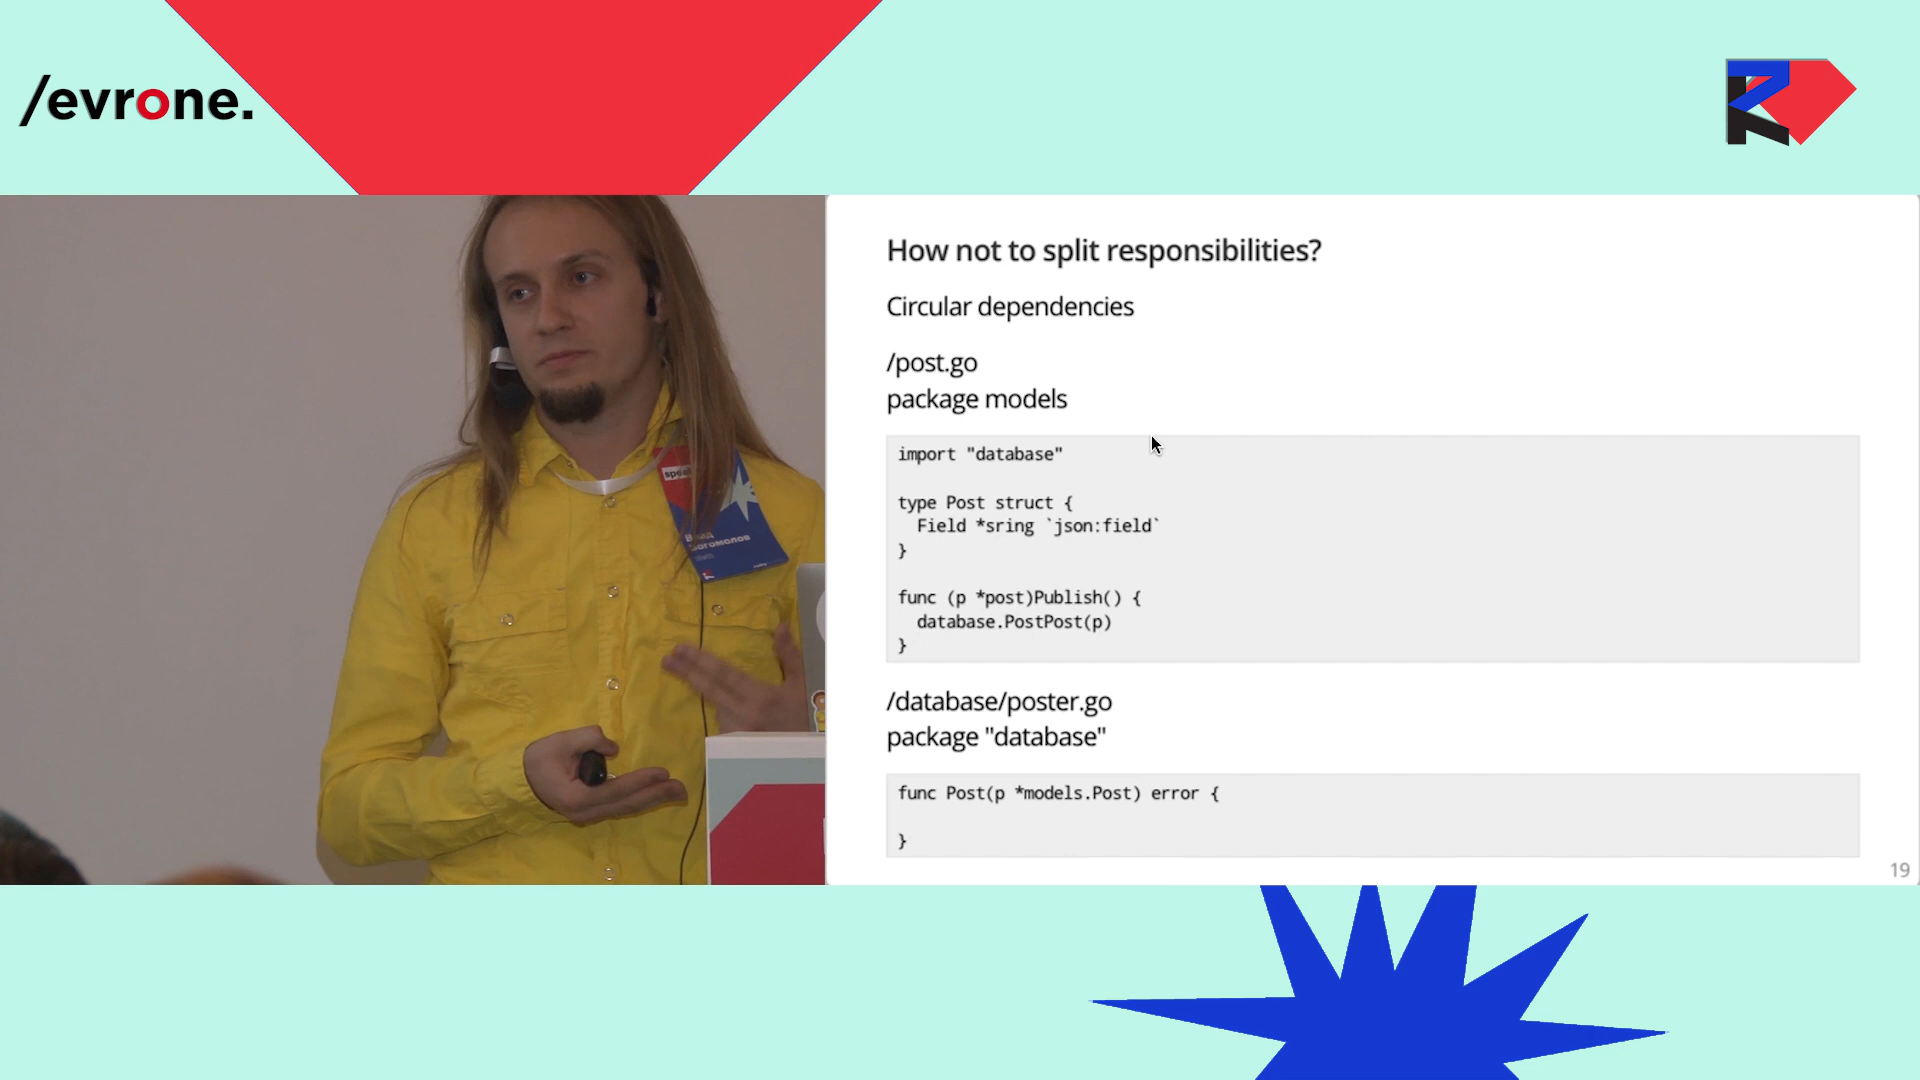 /evrone.
How not to split responsibilities?
Circular dependencies
/post.go
package models
import "database"
type Post struct {
Field *sring `json:field`
}
func (p *post)Publish() {
database.PostPost(p)
}
/database/poster.go
package "database"
func Post(p *models.Post) error {
}
19
Богомолов